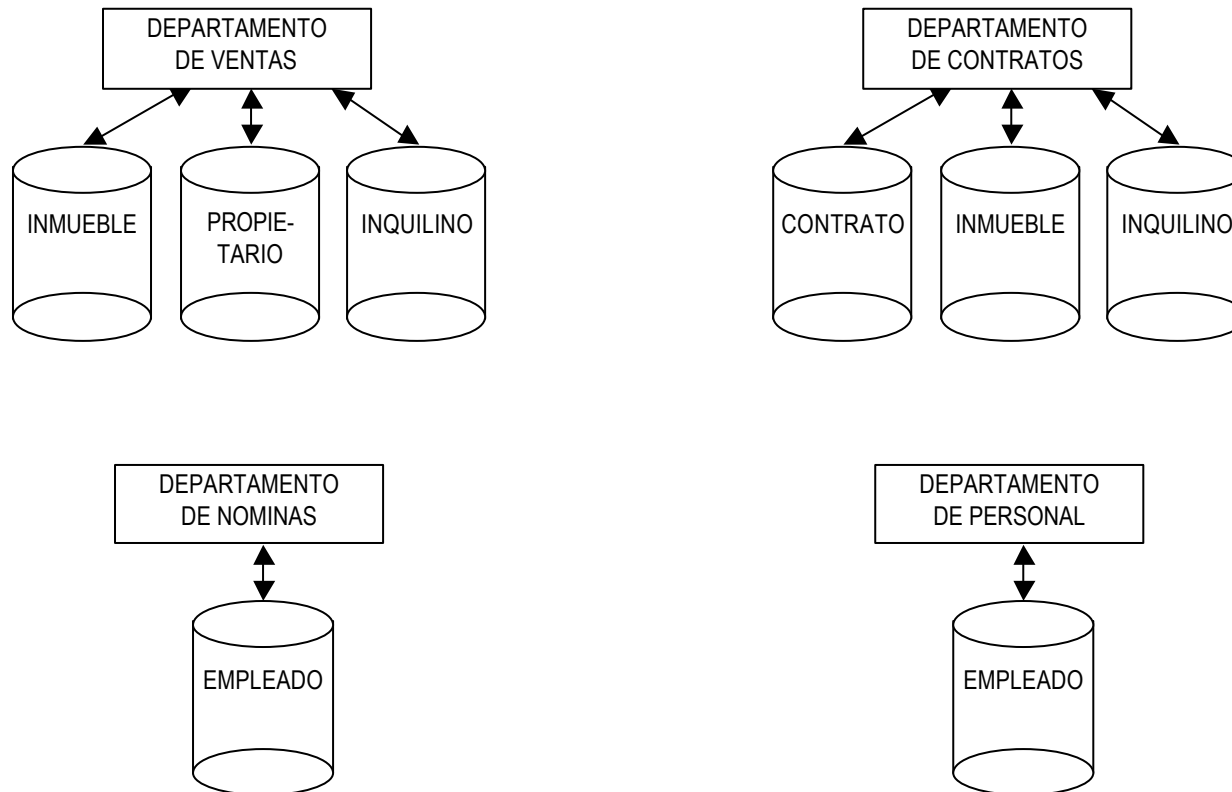 DEPARTAMENTO
DE VENTAS
INMUEBLE
PROPIE-
TARIO
INQUILINO
DEPARTAMENTO
DE CONTRATOS
CONTRATO
INMUEBLE
INQUILINO
DEPARTAMENTO
DE NOMINAS
EMPLEADO
DEPARTAMENTO
DE PERSONAL
EMPLEADO